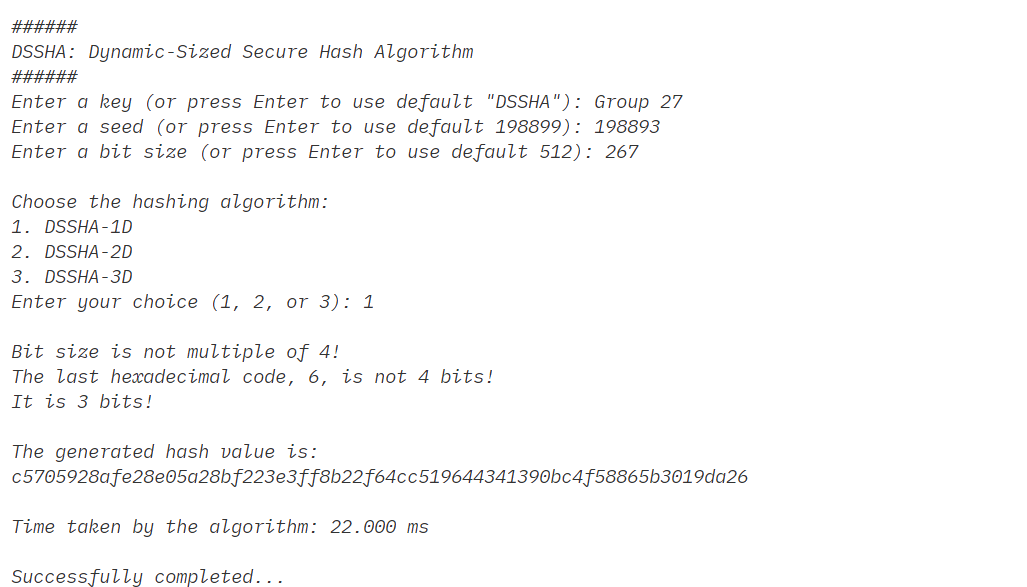 ######
DSSHA: Dynamic-Sized Secure Hash Algorithm
######
Enter a key (or press Enter to use default "DSSHA"): Group 27
Enter a seed (or press Enter to use default 198899): 198893
Enter a bit size (or press Enter to use default 512): 267
Choose the hashing algorithm:
1. DSSHA-1D
2. DSSHA-2D
3. DSSHA-3D
Enter your choice (1, 2, or 3): 1
Bit size is not multiple of 4!
The last hexadecimal code, 6, is not 4 bits!
It is 3 bits!
The generated hash value is:
c5705928afe28e05a28bf223e3ff8b22f64cc519644341390bc4f58865b3019da26
Time taken by the algorithm: 22.000 ms
Successfully completed...